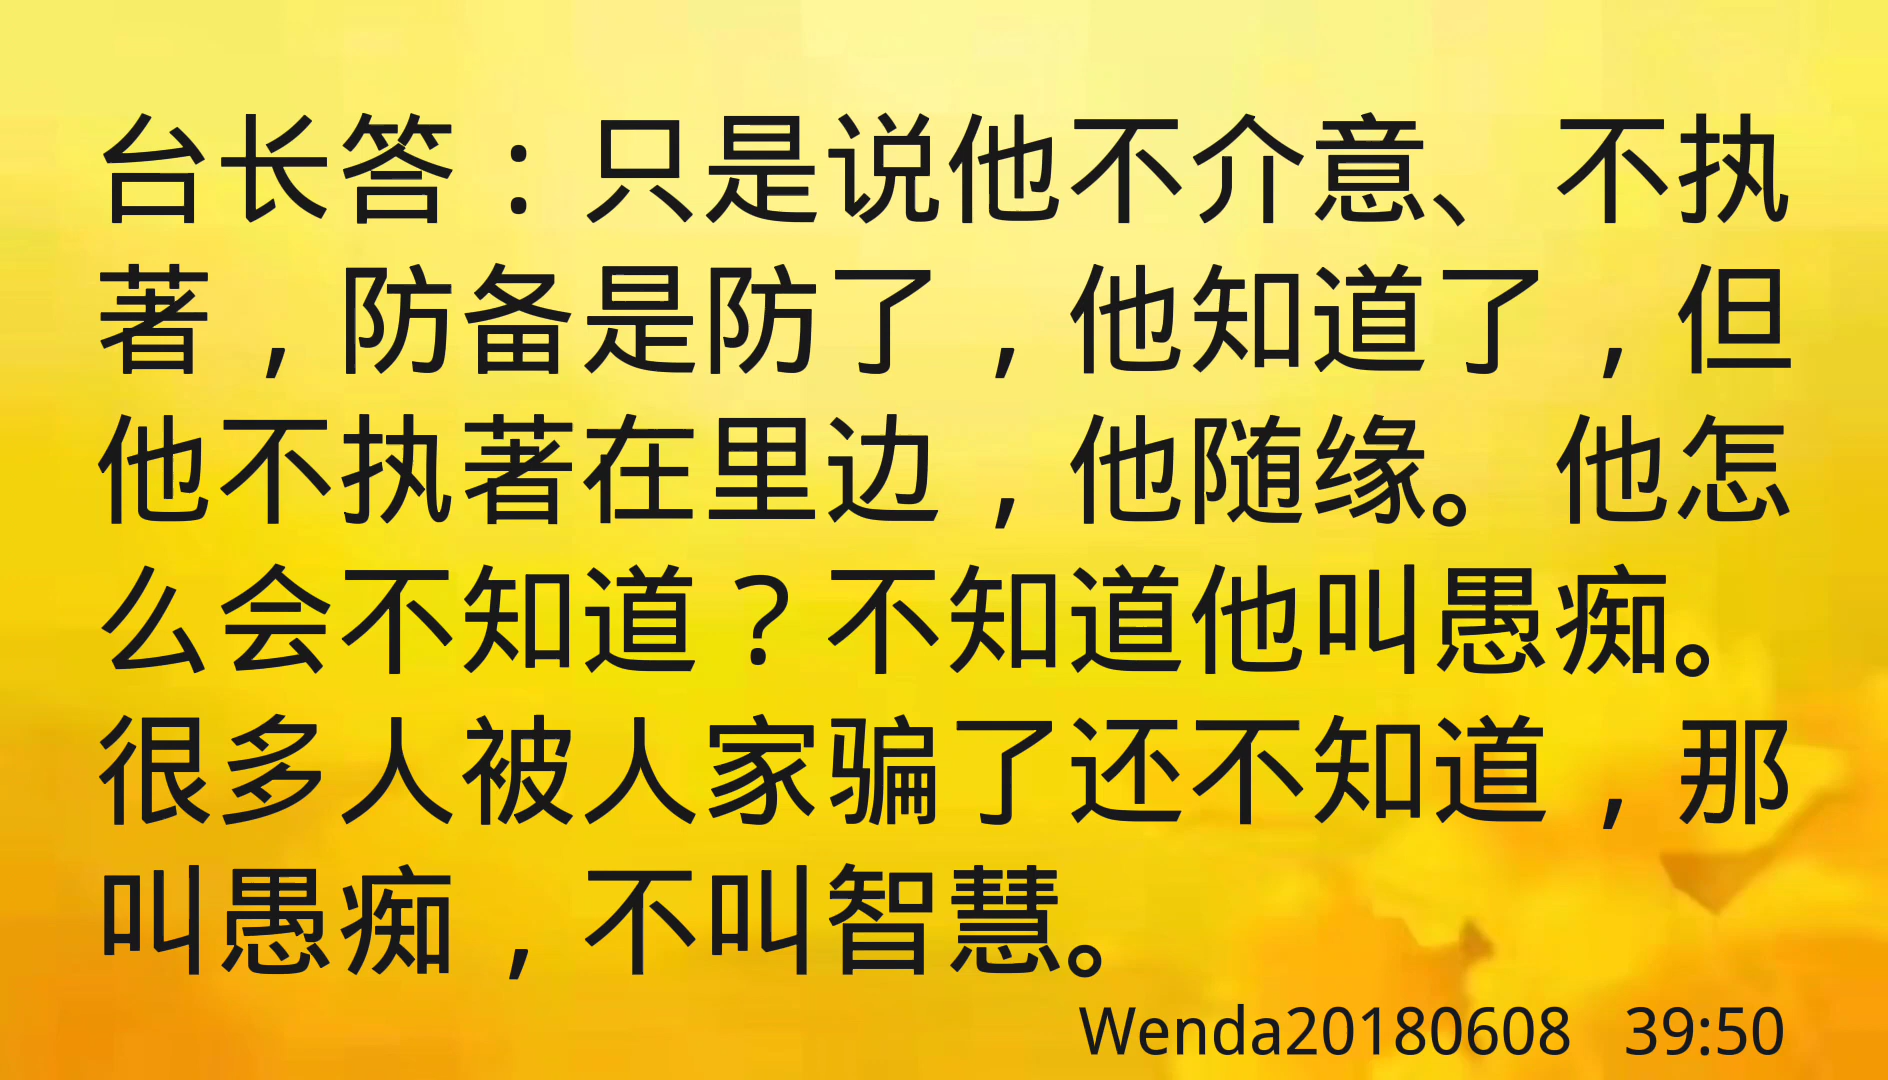 台长答：只是说他不介意、不执
著，防备是防了，他知道了，但
他不执著在里边，他随缘。他怎
么会不知道？不知道他叫愚痴。
很多人被人家骗了还不知道，那
叫愚痴，不叫智慧。
Wenda20180608 39:50